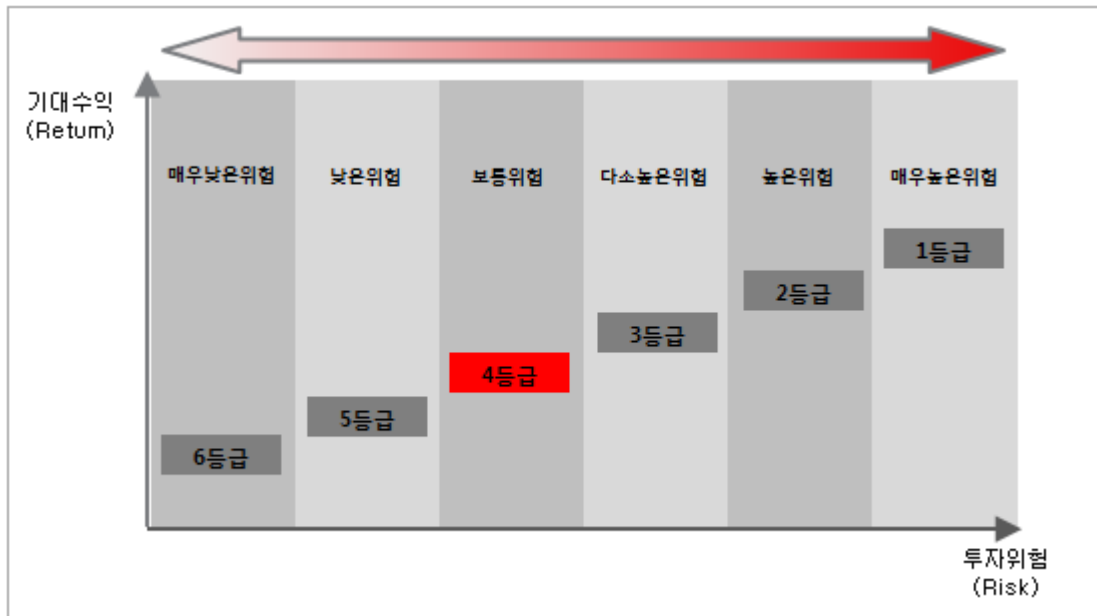 기대수익
(Retum)
매우낮은위험
낮은위험
보통위험
다소높은위험
높은위험
매우높은위험
1등급
2등급
3등급
4등급
5등급
6등급
투자위험
(Risk)